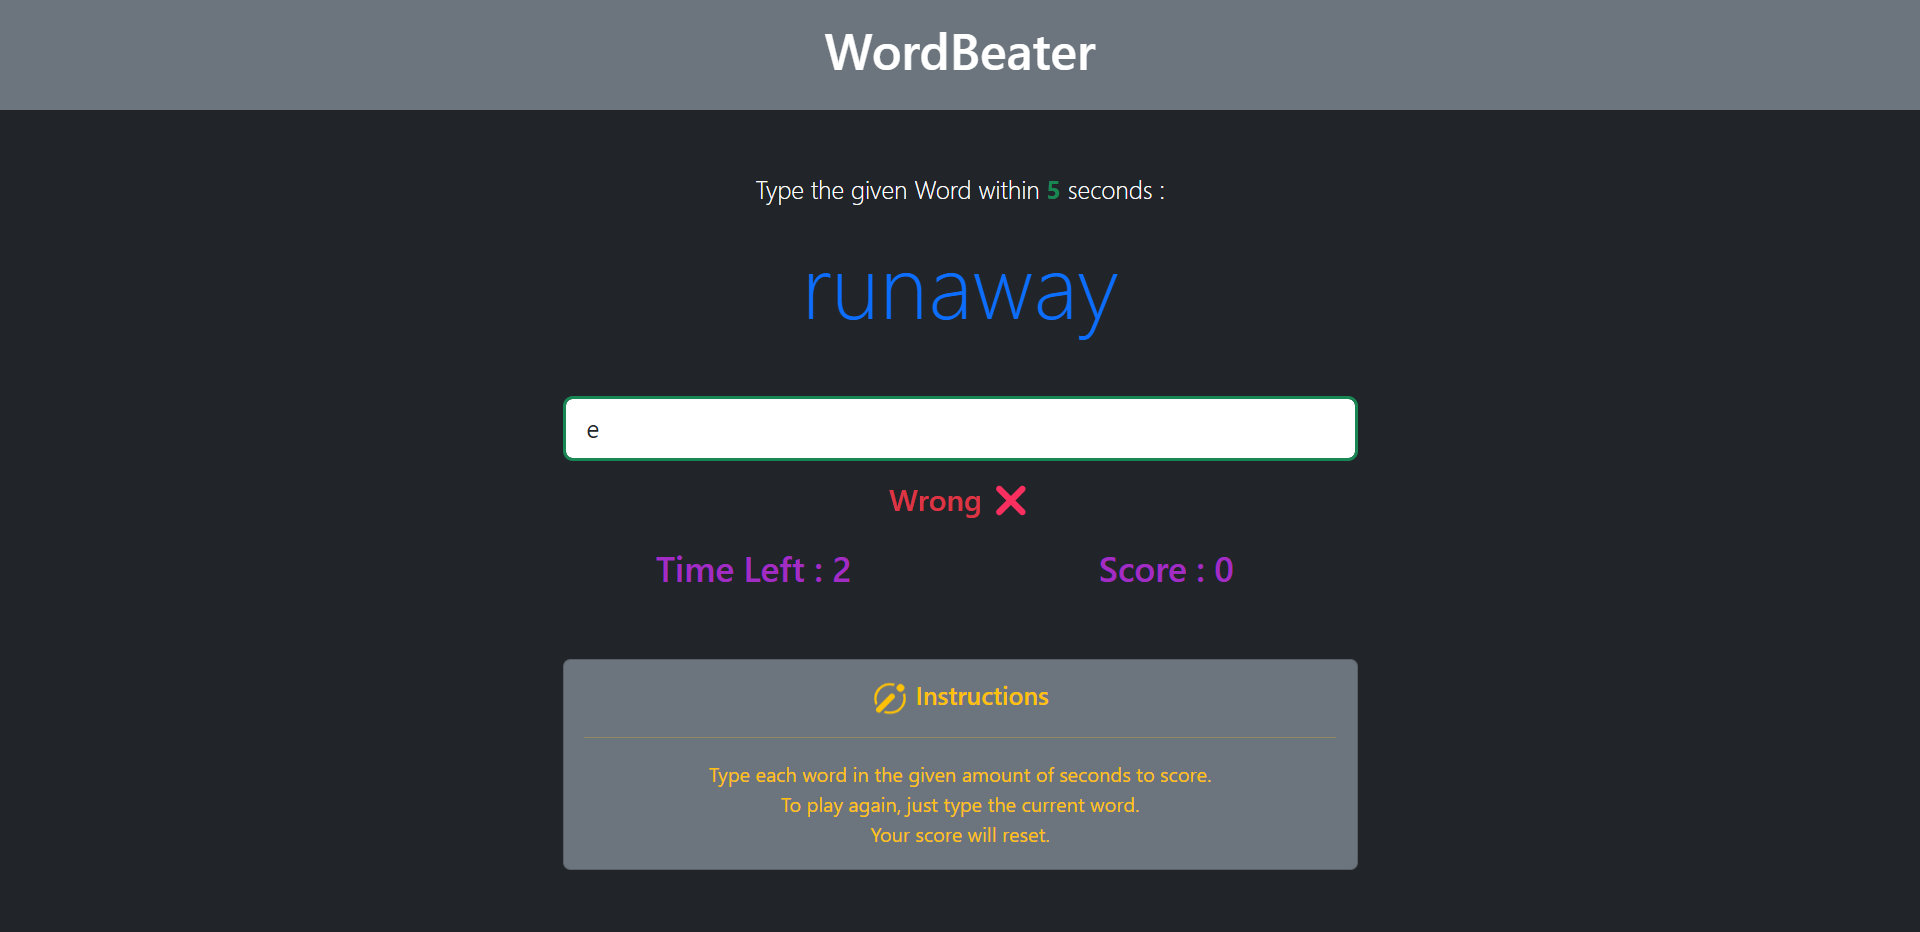 WordBeater
Type the given Word within 5 seconds :
runaway
e
Wrong ❌
Time Left : 2
Score : 0
Instructions
Type each word in the given amount of seconds to score.
To play again, just type the current word.
Your score will reset.